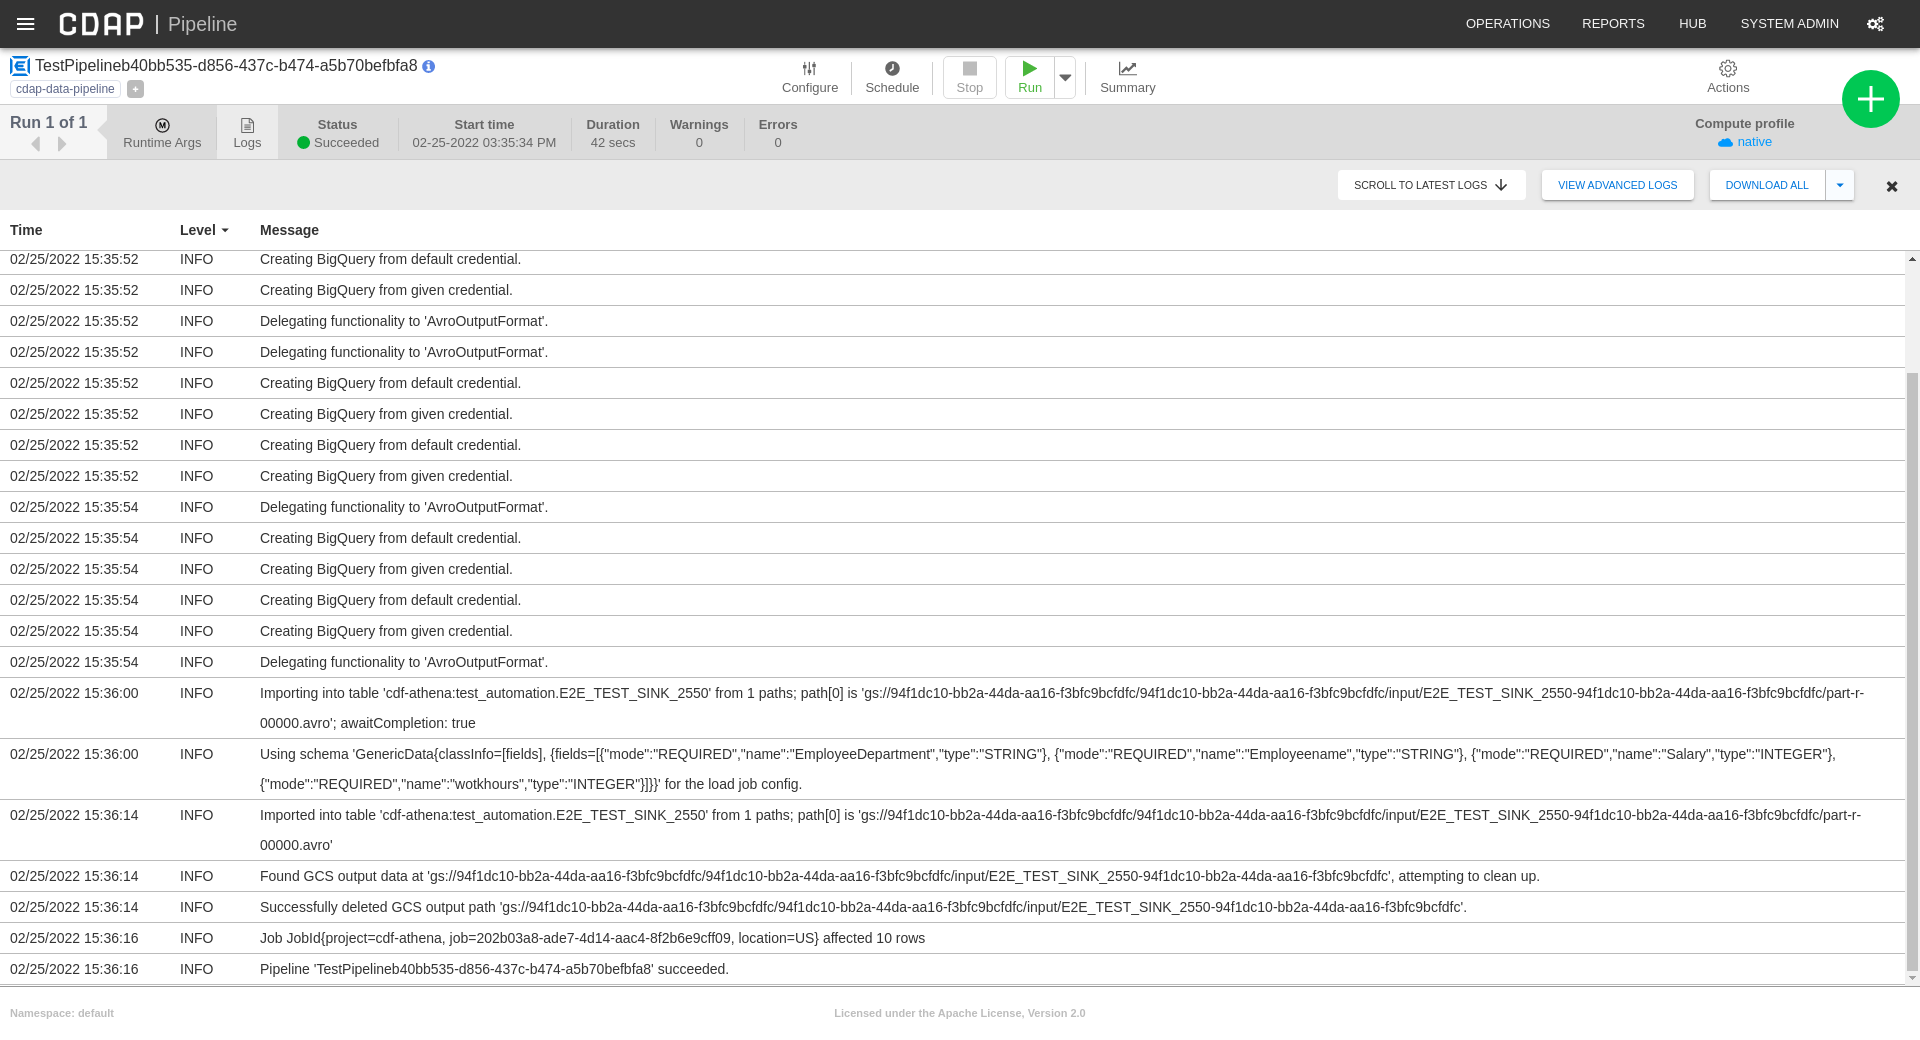 CDAP | Pipeline
OPERATIONS REPORTS HUB SYSTEM ADMIN
TestPipelineb40bb535-d856-437c-b474-a5b70befbfa8
cdap-data-pipeline +
Configure Schedule Stop Run Summary Actions
Run 1 of 1
Runtime Args
Logs
Status
Succeeded
Start time
02-25-2022 03:35:34 PM
Duration
42 secs
Warnings
0
Errors
0
Compute profile
native
SCROLL TO LATEST LOGS VIEW ADVANCED LOGS DOWNLOAD ALL
Time Level Message
02/25/2022 15:35:52 INFO Creating BigQuery from default credential.
02/25/2022 15:35:52 INFO Creating BigQuery from given credential.
02/25/2022 15:35:52 INFO Delegating functionality to 'AvroOutputFormat'.
02/25/2022 15:35:52 INFO Delegating functionality to 'AvroOutputFormat'.
02/25/2022 15:35:52 INFO Creating BigQuery from default credential.
02/25/2022 15:35:52 INFO Creating BigQuery from given credential.
02/25/2022 15:35:52 INFO Creating BigQuery from default credential.
02/25/2022 15:35:52 INFO Creating BigQuery from given credential.
02/25/2022 15:35:54 INFO Delegating functionality to 'AvroOutputFormat'.
02/25/2022 15:35:54 INFO Creating BigQuery from default credential.
02/25/2022 15:35:54 INFO Creating BigQuery from given credential.
02/25/2022 15:35:54 INFO Creating BigQuery from default credential.
02/25/2022 15:35:54 INFO Creating BigQuery from given credential.
02/25/2022 15:35:54 INFO Delegating functionality to 'AvroOutputFormat'.
02/25/2022 15:36:00 INFO Importing into table 'cdf-athena:test_automation.E2E_TEST_SINK_2550' from 1 paths; path[0] is 'gs://94f1dc10-bb2a-44da-aa16-f3bfc9bcfdfc/94f1dc10-bb2a-44da-aa16-f3bfc9bcfdfc/input/E2E_TEST_SINK_2550-94f1dc10-bb2a-44da-aa16-f3bfc9bcfdfc/part-r-
00000.avro'; awaitCompletion: true
02/25/2022 15:36:00 INFO Using schema 'GenericData{classInfo=[fields], {fields=[{"mode":"REQUIRED","name":"EmployeeDepartment","type":"STRING"}, {"mode":"REQUIRED","name":"Employeename","type":"STRING"}, {"mode":"REQUIRED","name":"Salary","type":"INTEGER"},
{"mode":"REQUIRED","name":"wotkhours","type":"INTEGER"}]}}' for the load job config.
02/25/2022 15:36:14 INFO Imported into table 'cdf-athena:test_automation.E2E_TEST_SINK_2550' from 1 paths; path[0] is 'gs://94f1dc10-bb2a-44da-aa16-f3bfc9bcfdfc/94f1dc10-bb2a-44da-aa16-f3bfc9bcfdfc/input/E2E_TEST_SINK_2550-94f1dc10-bb2a-44da-aa16-f3bfc9bcfdfc/part-r-
00000.avro'
02/25/2022 15:36:14 INFO Found GCS output data at 'gs://94f1dc10-bb2a-44da-aa16-f3bfc9bcfdfc/94f1dc10-bb2a-44da-aa16-f3bfc9bcfdfc/input/E2E_TEST_SINK_2550-94f1dc10-bb2a-44da-aa16-f3bfc9bcfdfc', attempting to clean up.
02/25/2022 15:36:14 INFO Successfully deleted GCS output path 'gs://94f1dc10-bb2a-44da-aa16-f3bfc9bcfdfc/94f1dc10-bb2a-44da-aa16-f3bfc9bcfdfc/input/E2E_TEST_SINK_2550-94f1dc10-bb2a-44da-aa16-f3bfc9bcfdfc'.
02/25/2022 15:36:16 INFO Job JobId{project=cdf-athena, job=202b03a8-ade7-4d14-aac4-8f2b6e9cff09, location=US} affected 10 rows
02/25/2022 15:36:16 INFO Pipeline 'TestPipelineb40bb535-d856-437c-b474-a5b70befbfa8' succeeded.
Namespace: default Licensed under the Apache License, Version 2.0